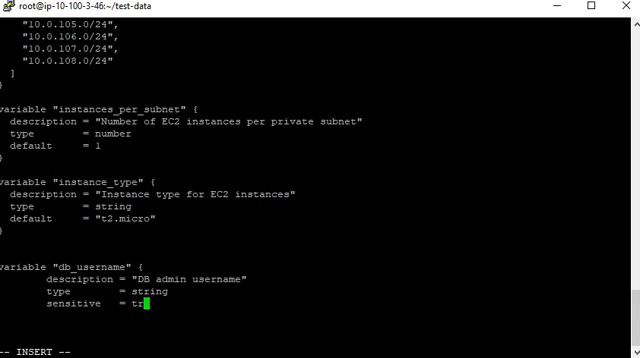 root@ip-10-100-3-46:~/test-data
"10.0.105.0/24",
"10.0.106.0/24",
"10.0.107.0/24",
"10.0.108.0/24"
]
}
variable "instances_per_subnet" {
description = "Number of EC2 instances per private subnet"
type = number
default = 1
}
variable "instance_type" {
description = "Instance type for EC2 instances"
type = string
default = "t2.micro"
}
variable "db_username" {
description = "DB admin username"
type = string
sensitive = tr
-- INSERT --